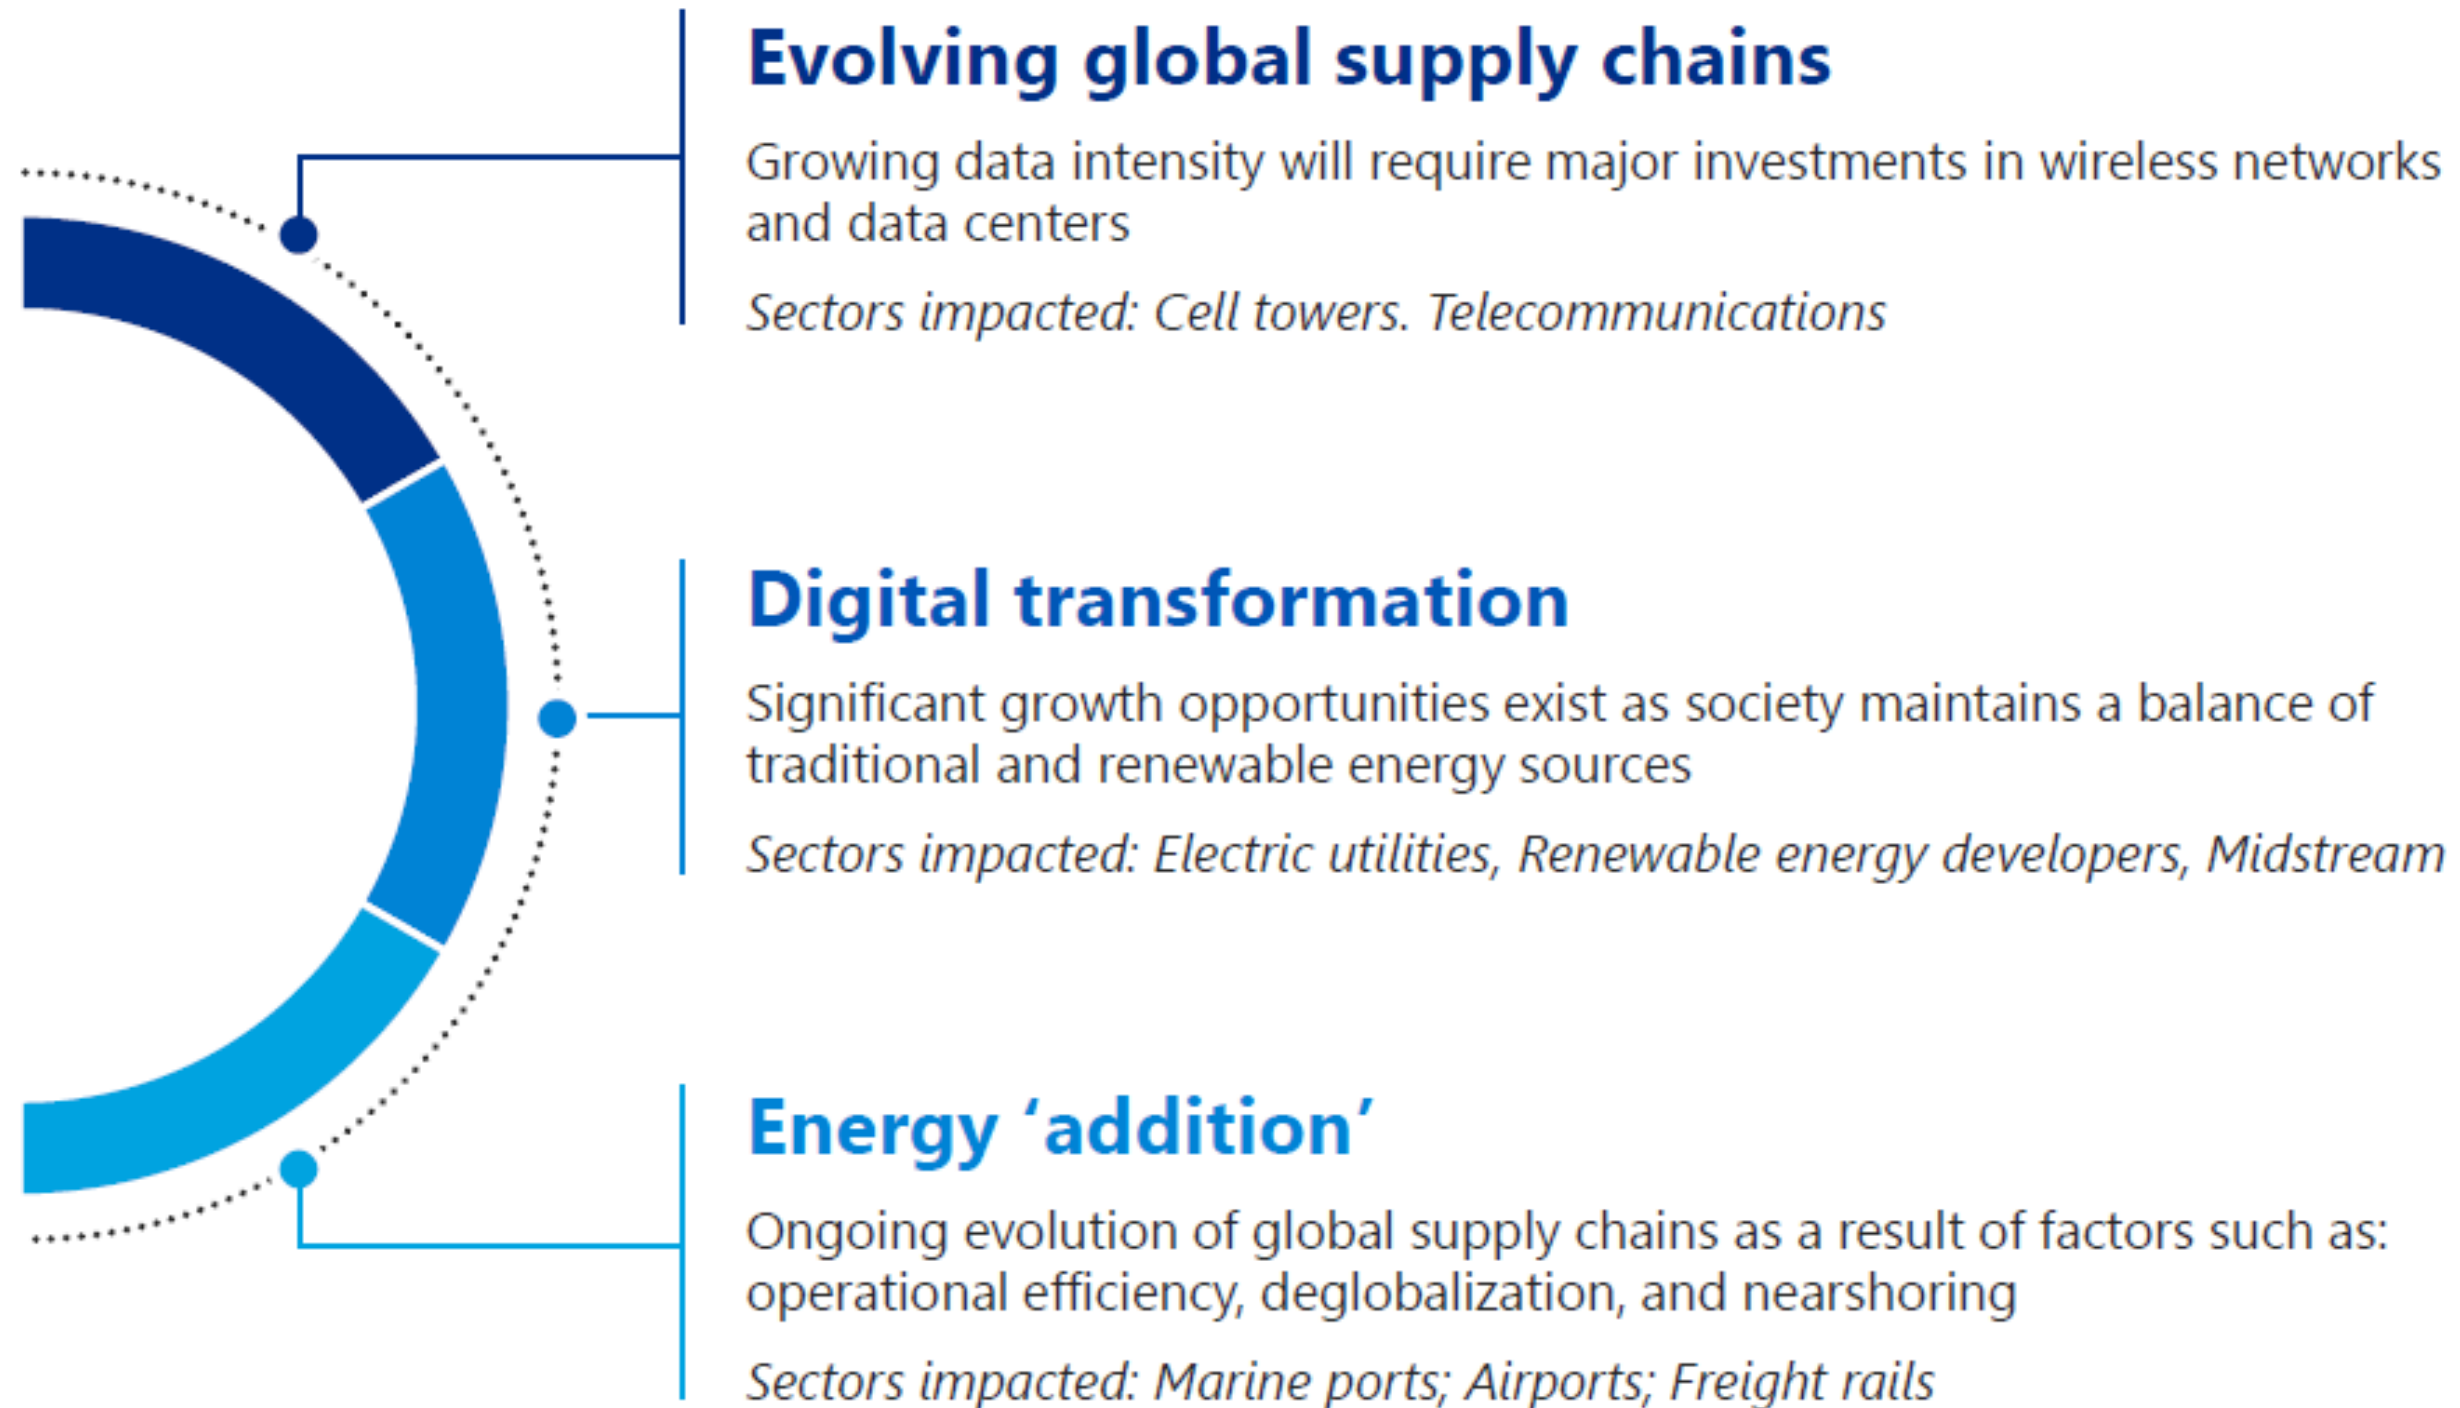 Evolving global supply chains
Growing data intensity will require major investments in wireless networks
and data centers
Sectors impacted: Cell towers. Telecommunications
Digital transformation
Significant growth opportunities exist as society maintains a balance of
traditional and renewable energy sources
Sectors impacted: Electric utilities, Renewable energy developers, Midstream
Energy ‘addition’
Ongoing evolution of global supply chains as a result of factors such as:
operational efficiency, deglobalization, and nearshoring
Sectors impacted: Marine ports; Airports; Freight rails